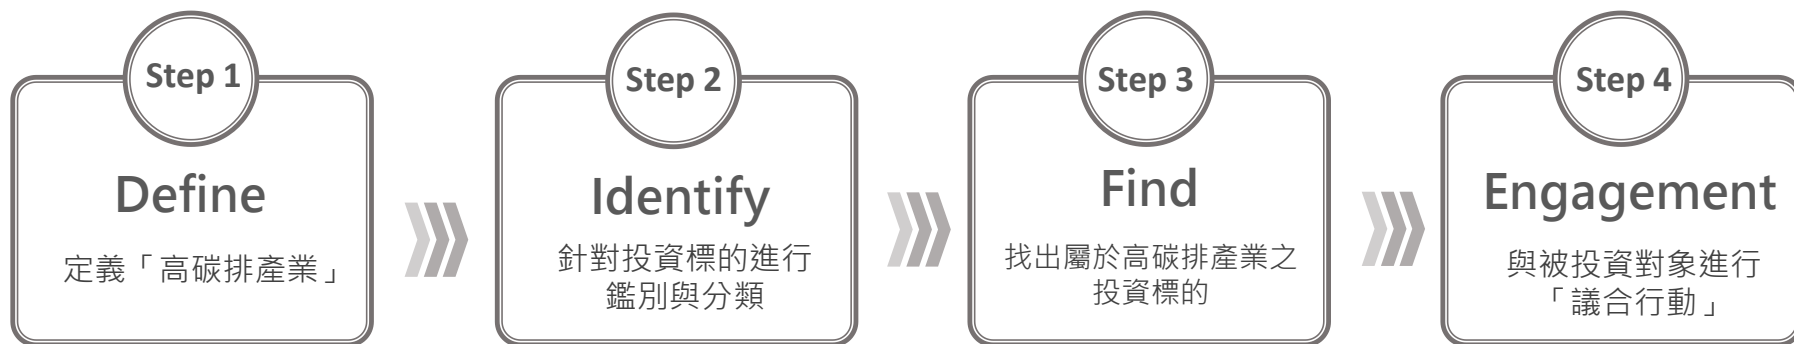 Step 1
Define
定義「高碳排產業」
Step 2
Identify
針對投資標的進行
鑑別與分類
Step 3
Find
找出屬於高碳排產業之
投資標的
Step 4
Engagement
與被投資對象進行
「議合行動」